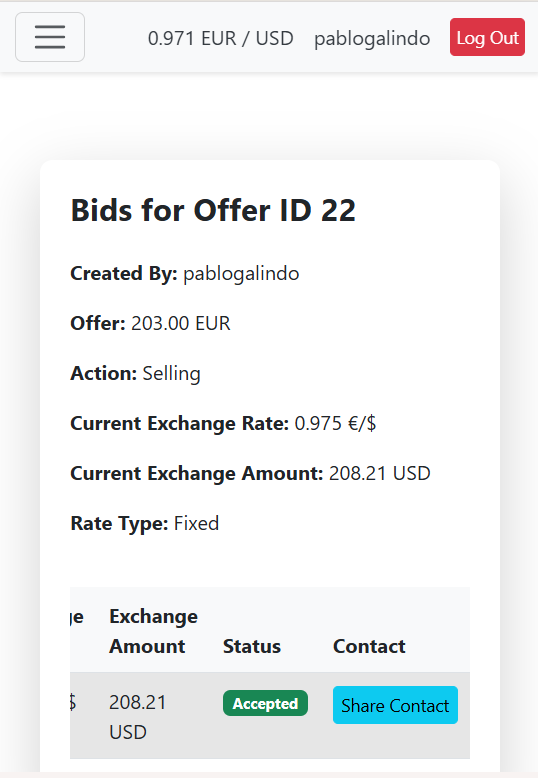 0.971 EUR / USD pablogalindo Log Out
Bids for Offer ID 22
Created By: pablogalindo
Offer: 203.00 EUR
Action: Selling
Current Exchange Rate: 0.975 €/$
Current Exchange Amount: 208.21 USD
Rate Type: Fixed
ge Exchange
Amount Status Contact
$ 208.21 Accepted Share Contact
USD